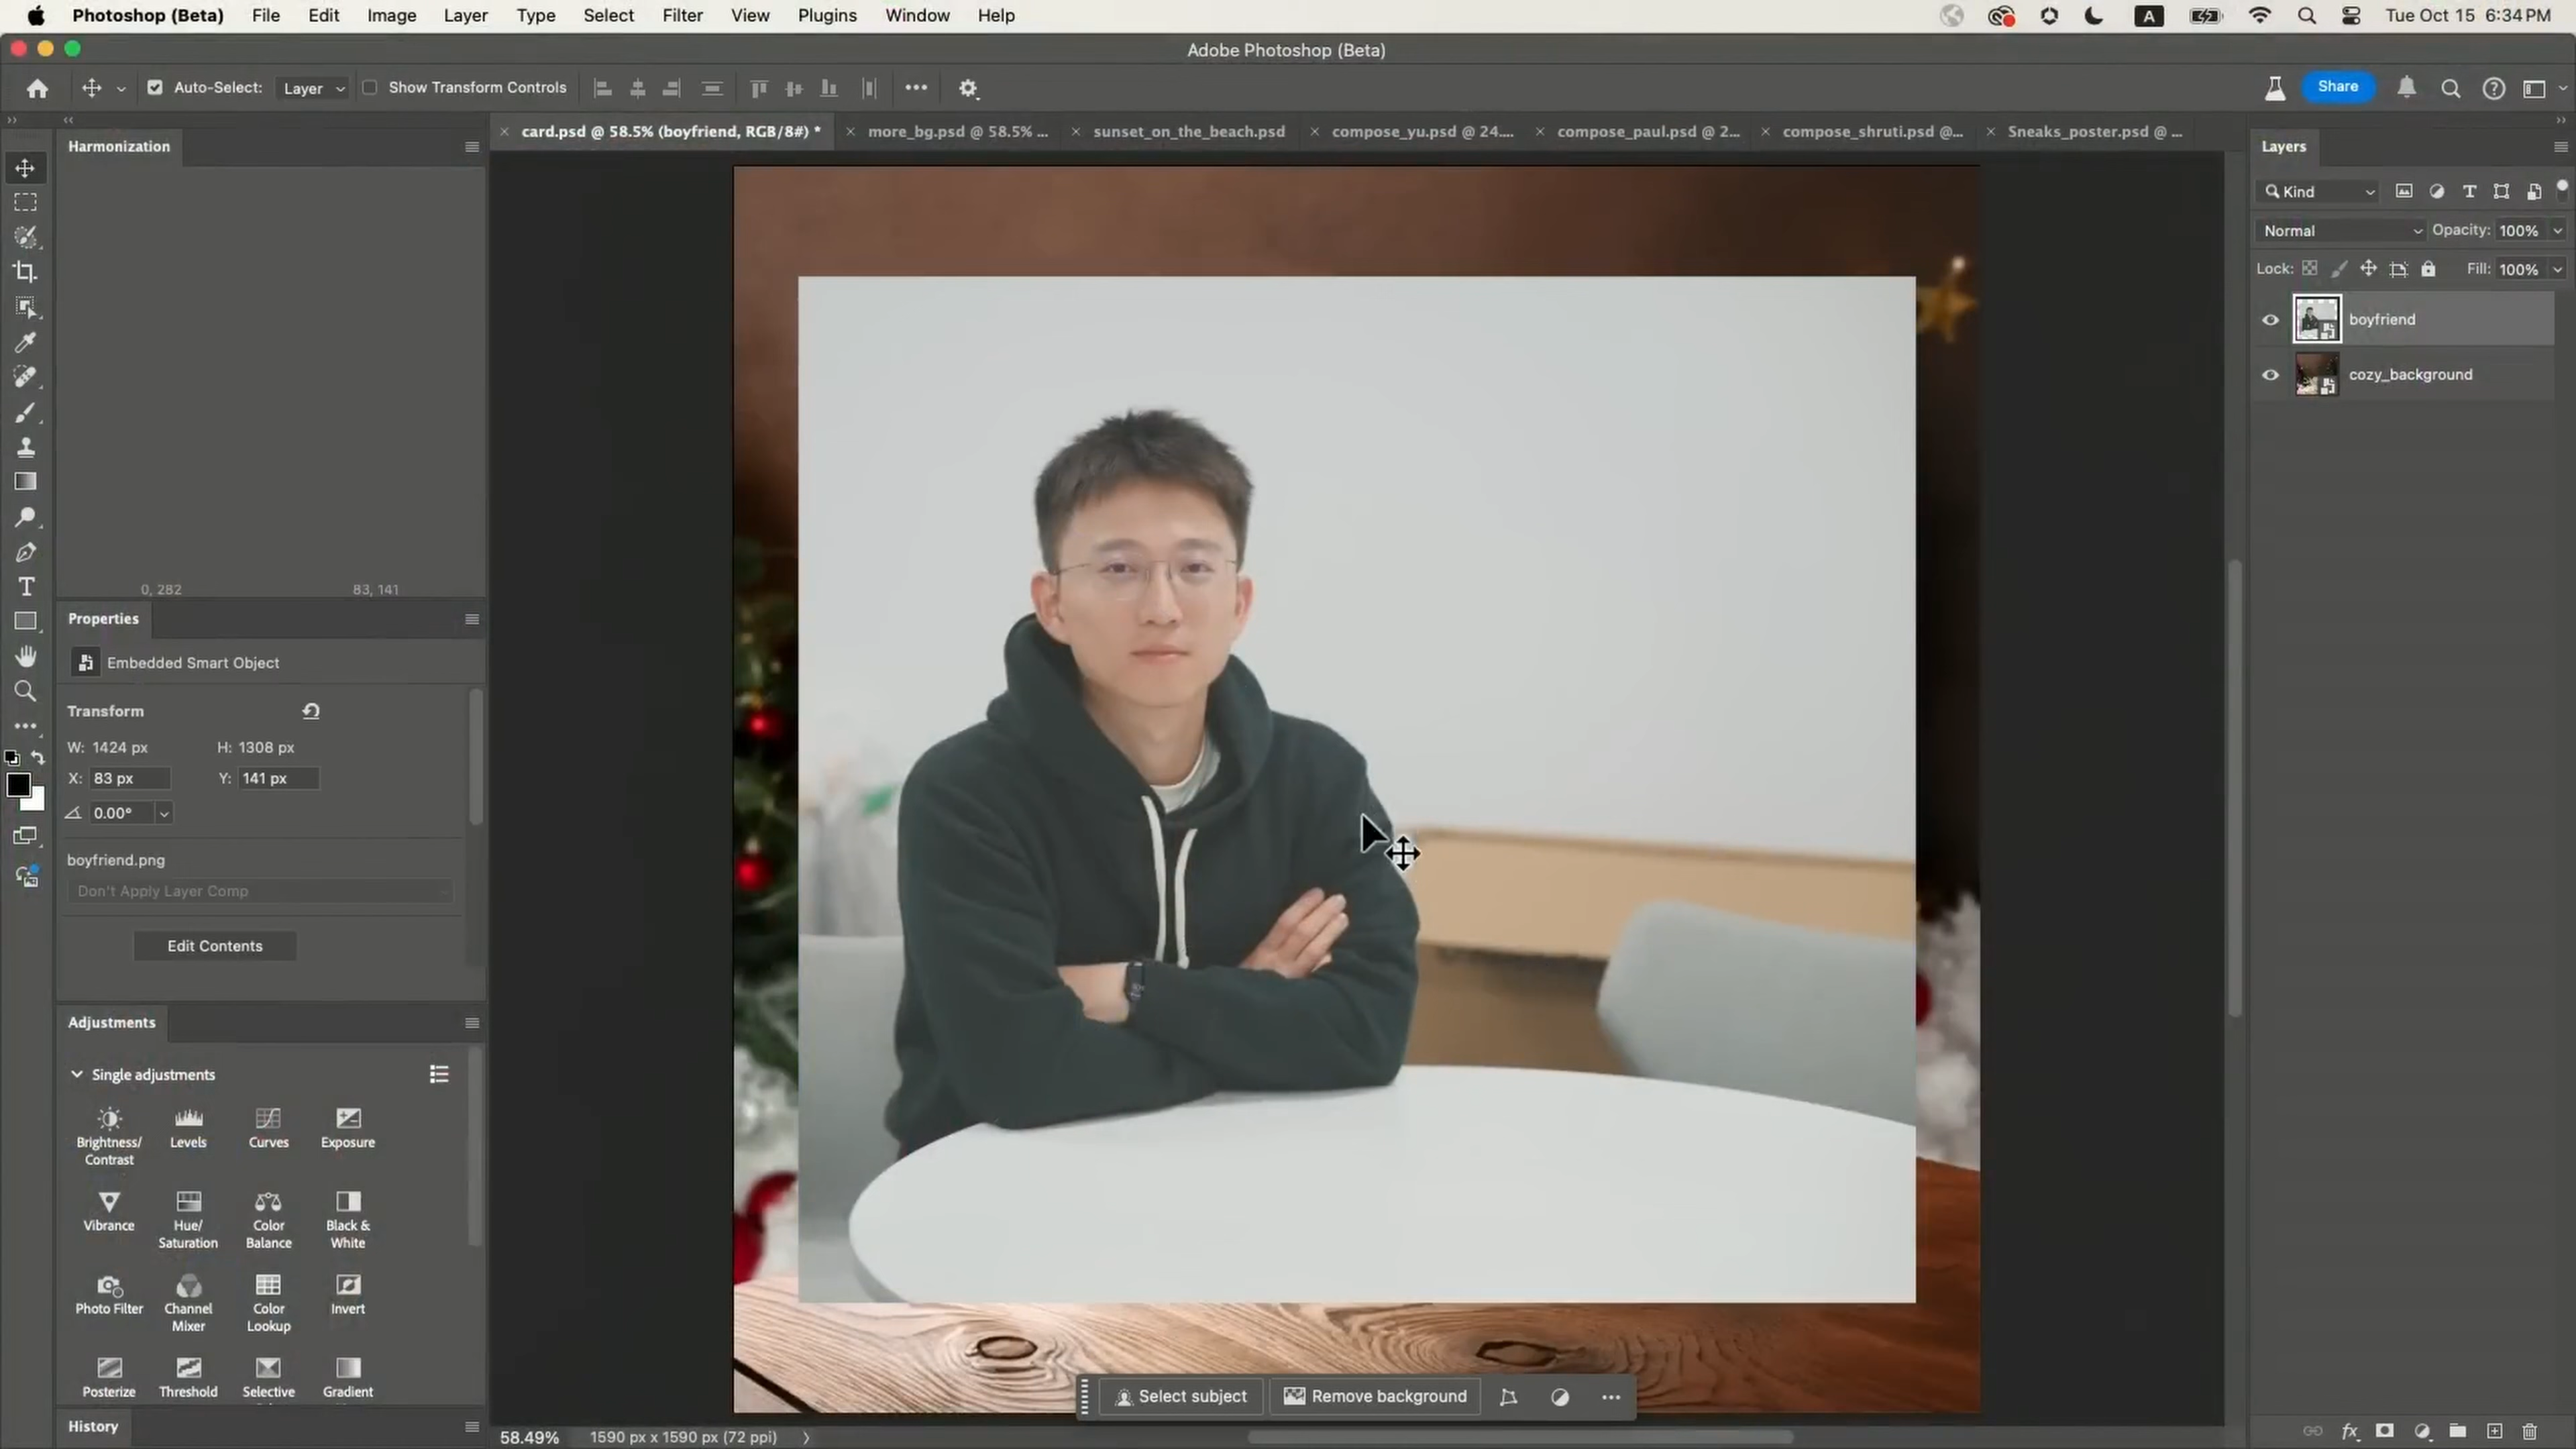 Photoshop (Beta) File Edit Image Layer Type Select Filter View Plugins Window Help A Tue Oct 15 6:34 PM
Adobe Photoshop (Beta)
Auto-Select: Layer Show Transform Controls Share
Harmonization
card.psd @ 58.5% (boyfriend, RGB/8#) * more_bg.psd @ 58.5% ... sunset_on_the_beach.psd compose_yu.psd @ 24.... compose_paul.psd @ 2... compose_shruti.psd @... Sneaks_poster.psd @ ...
Layers
Kind
Normal Opacity: 100%
Lock: Fill: 100%
boyfriend
cozy_background
0, 282 83, 141
Properties
Embedded Smart Object
Transform
W: 1424 px H: 1308 px
X: 83 px Y: 141 px
0.00°
boyfriend.png
Don't Apply Layer Comp
Edit Contents
Adjustments
Single adjustments
Brightness/
Contrast
Levels
Curves
Exposure
Vibrance
Hue/
Saturation
Color
Balance
Black &
White
Photo Filter
Channel
Mixer
Color
Lookup
Invert
Posterize
Threshold
Selective
Gradient
History
Select subject Remove background
58.49% 1590 px x 1590 px (72 ppi)